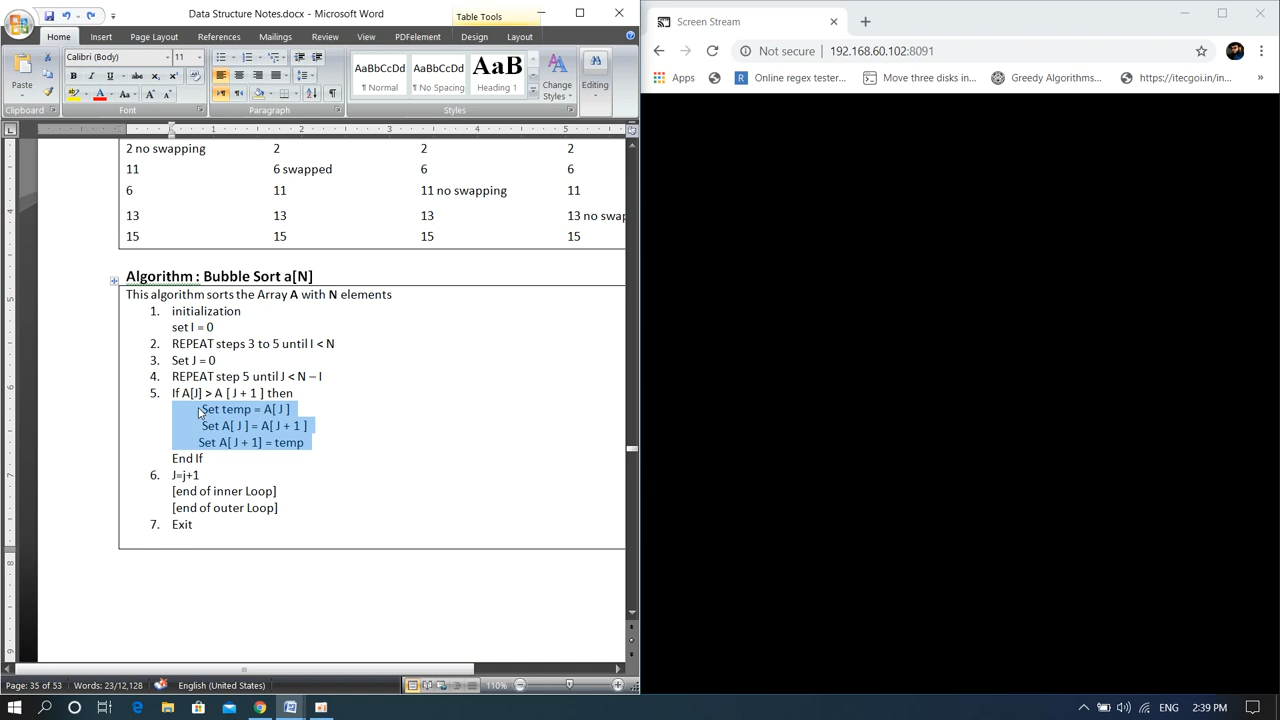 Data Structure Notes.docx - Microsoft Word
Table Tools
Home Insert Page Layout References Mailings Review View PDFelement Design Layout
Paste
Clipboard
Calibri (Body) 11
Font
Paragraph
AaBbCcDd AaBbCcDd AaBb
¶ Normal ¶ No Spacing Heading 1
Change Styles
Styles
Editing
1 2 3 4 5
2 no swapping 2 2 2
11 6 swapped 6 6
6 11 11 no swapping 11
13 13 13 13 no swap
15 15 15 15
Algorithm : Bubble Sort a[N]
This algorithm sorts the Array A with N elements
1. initialization
set I = 0
2. REPEAT steps 3 to 5 until I < N
3. Set J = 0
4. REPEAT step 5 until J < N – I
5. If A[J] > A [ J + 1 ] then
Set temp = A[ J ]
Set A[ J ] = A[ J + 1 ]
Set A[ J + 1] = temp
End If
6. J=j+1
[end of inner Loop]
[end of outer Loop]
7. Exit
Page: 35 of 53 Words: 23/12,128 English (United States) 110%
Screen Stream
Not secure 192.168.60.102:8091
Apps Online regex tester... Move three disks in... Greedy Algorithms... https://itecgoi.in/in...
ENG 2:39 PM